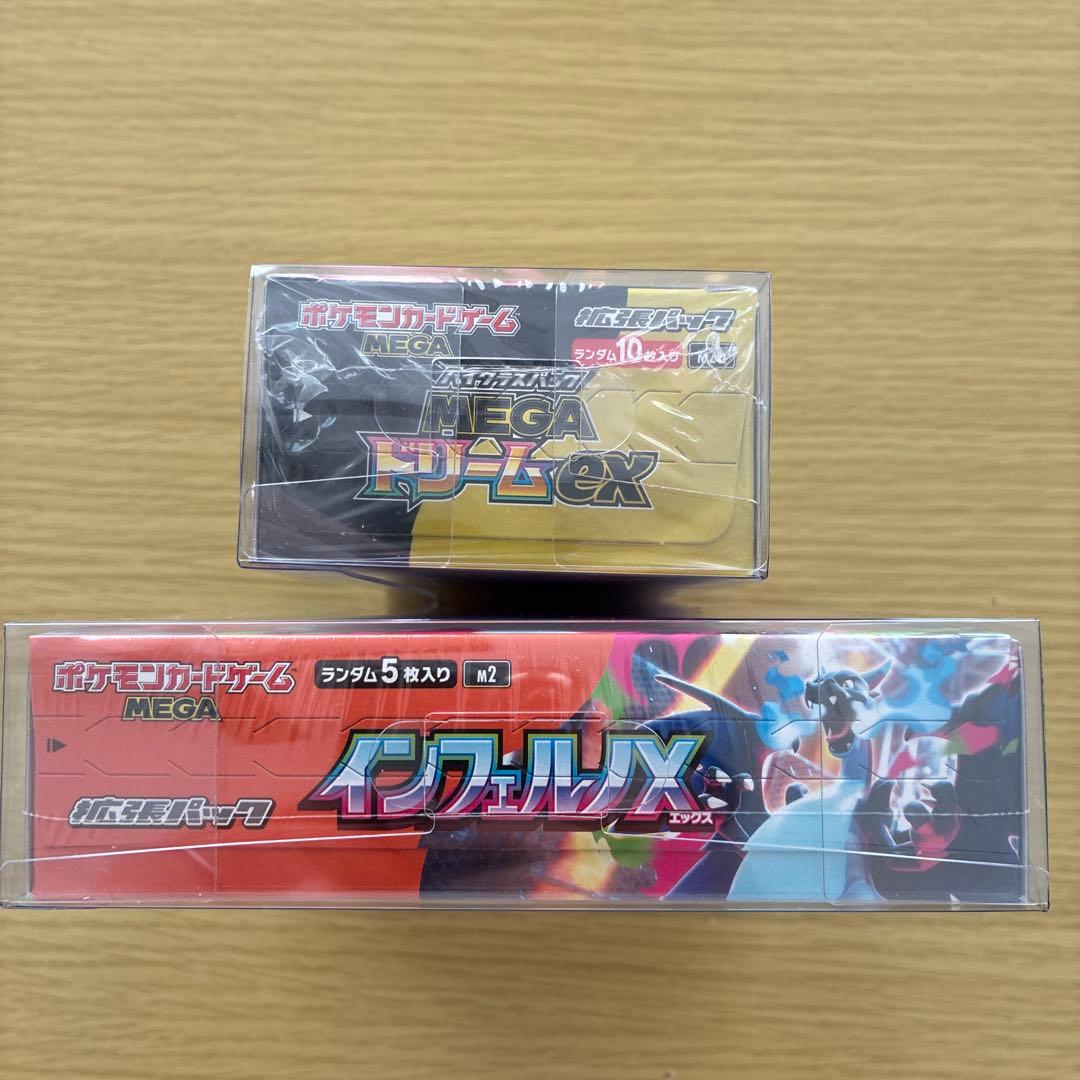 ポケモンカードゲーム
MEGA
拡張パック
ランダム10枚入り
ハイクラスパック
MEGA
ドリームex
ポケモンカードゲーム
MEGA
ランダム5枚入り M2
インフェルノX
エックス
拡張パック